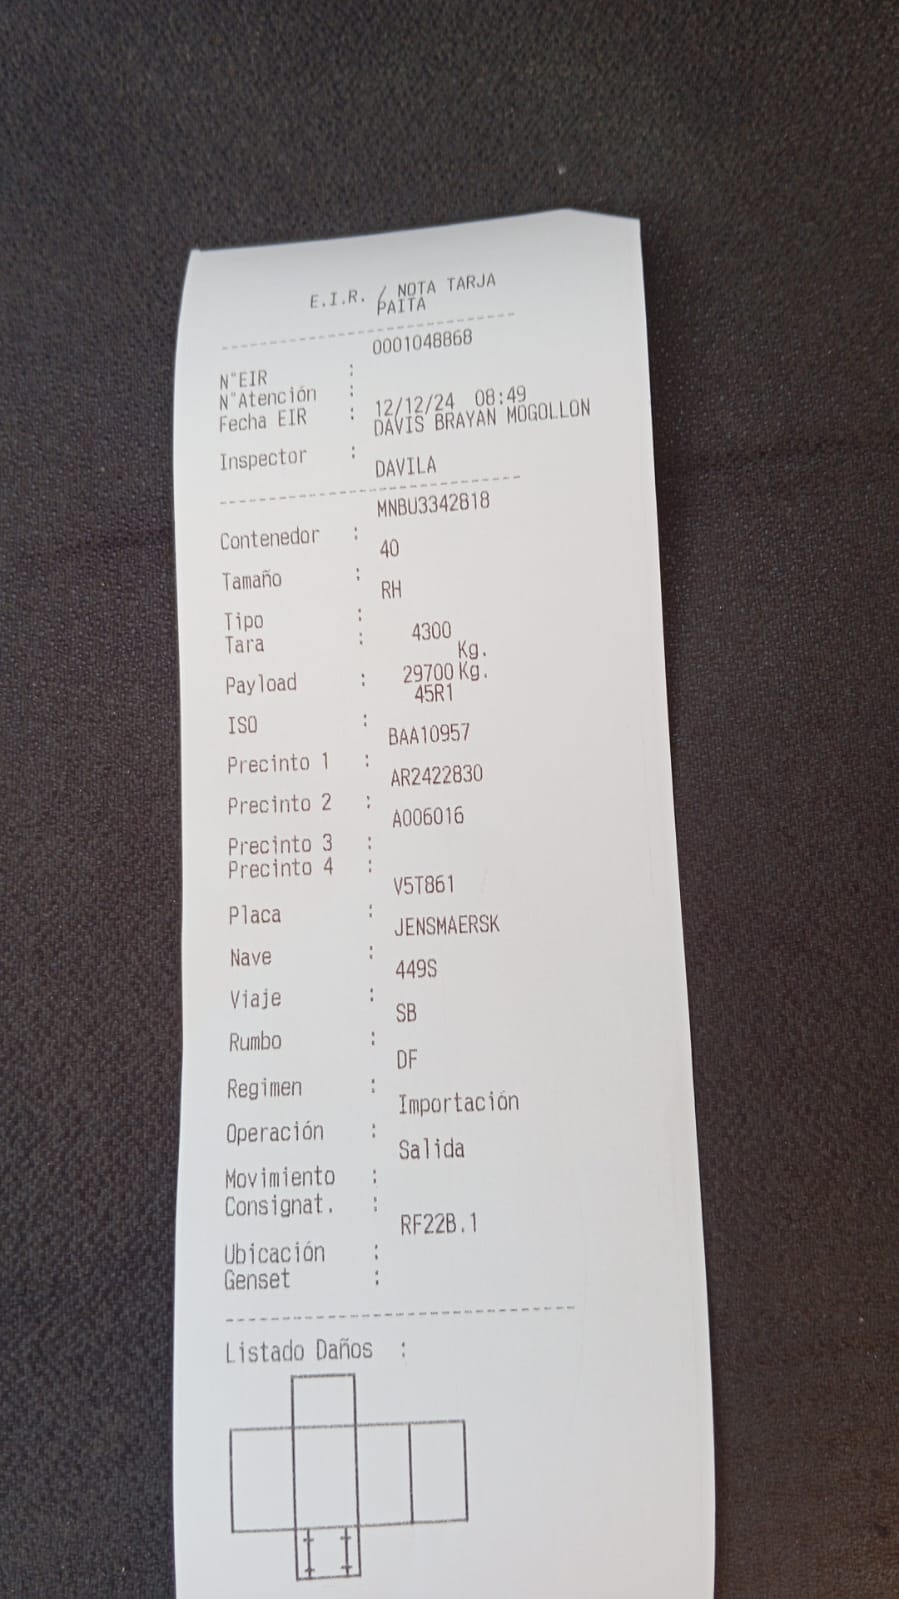 E.I.R. / NOTA TARJA
PAITA
N°EIR : 0001048868
N°Atención :
Fecha EIR : 12/12/24 08:49
Inspector : DAVIS BRAYAN MOGOLLON
DAVILA
Contenedor : MNBU3342818
Tamaño : 40
Tipo : RH
Tara : 4300
Kg.
Payload : 29700 Kg.
ISO : 45R1
Precinto 1 : BAA10957
Precinto 2 : AR2422830
Precinto 3 : A006016
Precinto 4 :
Placa : V5T861
Nave : JENSMAERSK
Viaje : 449S
Rumbo : SB
Regimen : DF
Operación : Importación
Movimiento : Salida
Consignat. :
Ubicación : RF22B.1
Genset :
Listado Daños :